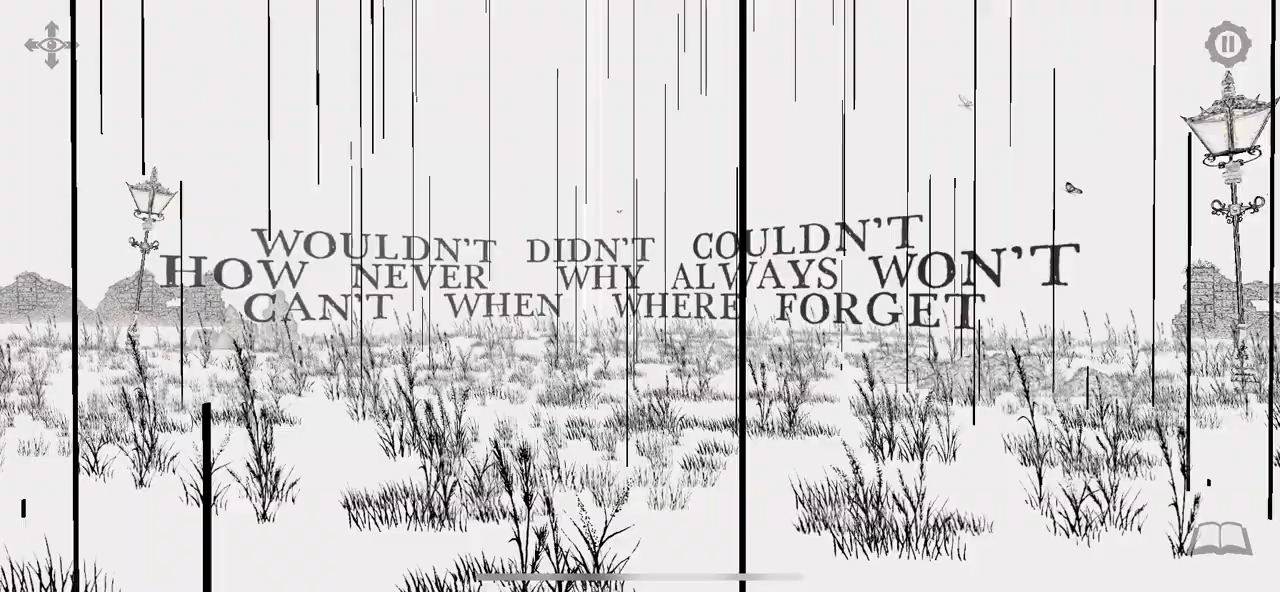 WOULDN'T DIDN'T COULDN'T
HOW NEVER WHY ALWAYS WON'T
CAN'T WHEN WHERE FORGET